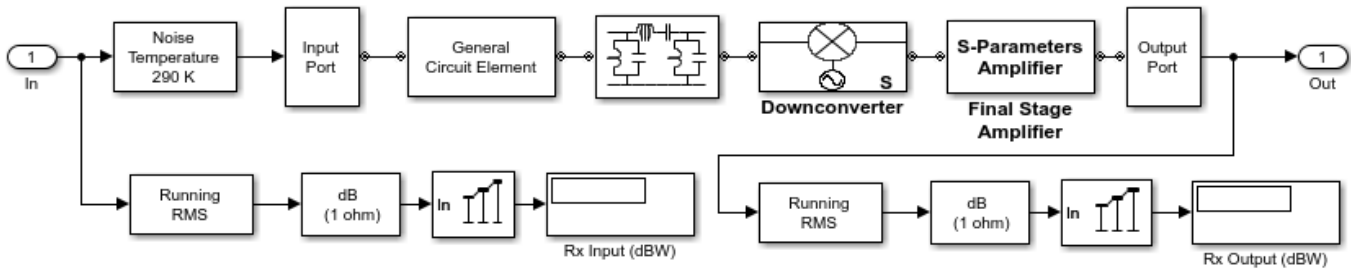 1
In
Noise
Temperature
290 K
Input
Port
General
Circuit Element
S
Downconverter
S-Parameters
Amplifier
Final Stage
Amplifier
Output
Port
1
Out
Running
RMS
dB
(1 ohm)
In
Rx Input (dBW)
Running
RMS
dB
(1 ohm)
In
Rx Output (dBW)